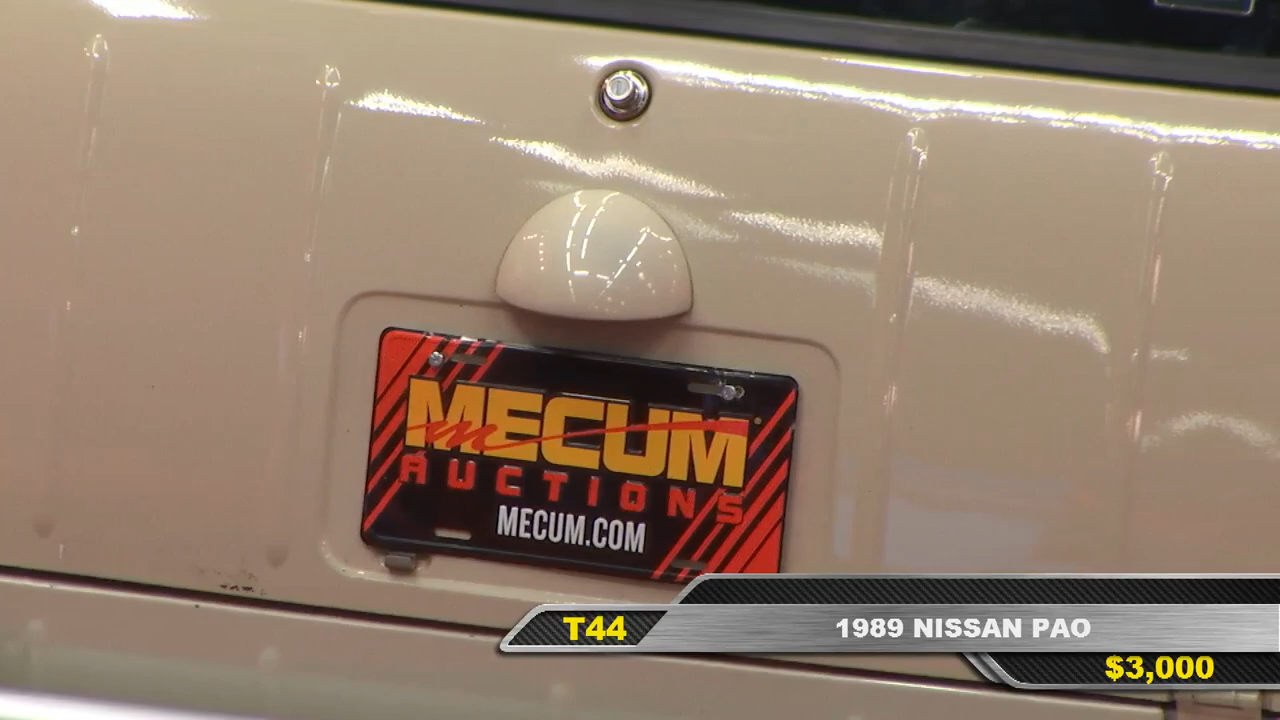 MECUM
AUCTIONS
MECUM.COM
T44
1989 NISSAN PAO
$3,000